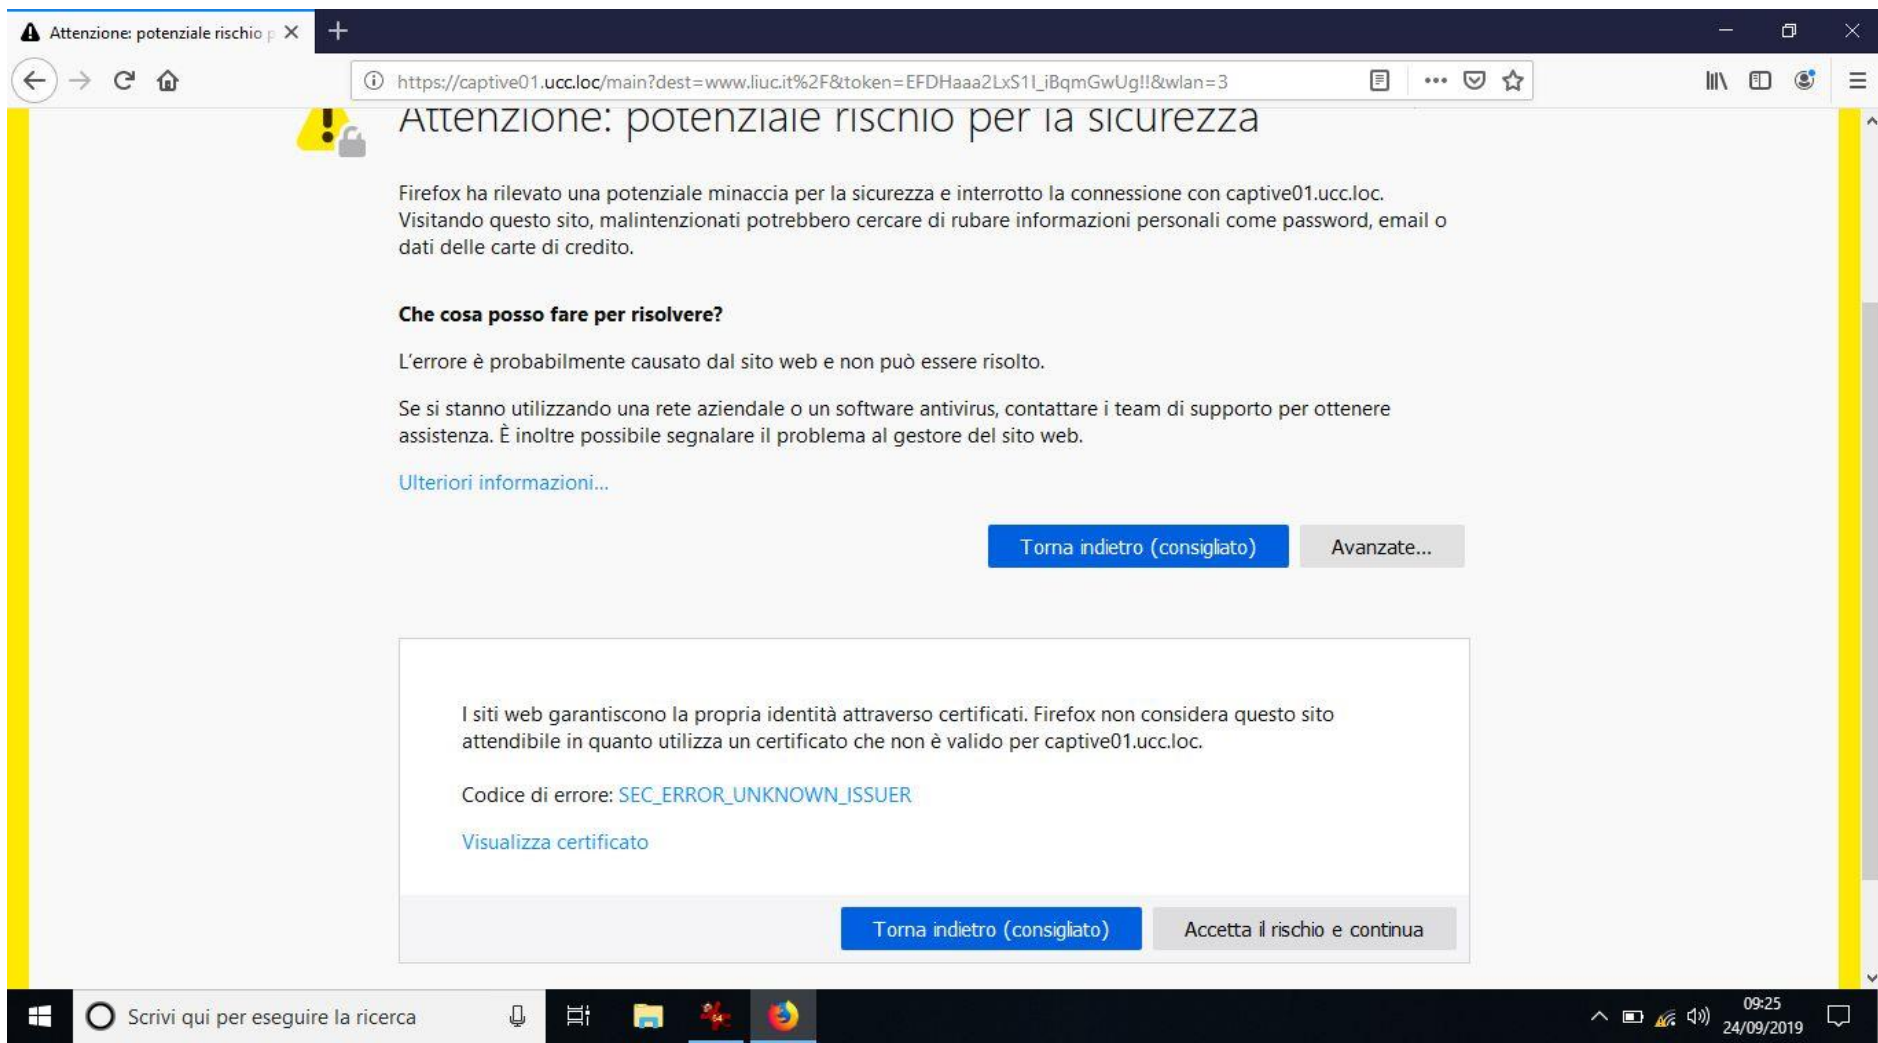 Attenzione: potenziale rischio p
https://captive01.ucc.loc/main?dest=www.liuc.it%2F&token=EFDHaaa2LxS1I_iBqmGwUg!!&wlan=3
Attenzione: potenziale rischio per la sicurezza
Firefox ha rilevato una potenziale minaccia per la sicurezza e interrotto la connessione con captive01.ucc.loc.
Visitando questo sito, malintenzionati potrebbero cercare di rubare informazioni personali come password, email o
dati delle carte di credito.
Che cosa posso fare per risolvere?
L’errore è probabilmente causato dal sito web e non può essere risolto.
Se si stanno utilizzando una rete aziendale o un software antivirus, contattare i team di supporto per ottenere
assistenza. È inoltre possibile segnalare il problema al gestore del sito web.
Ulteriori informazioni...
Torna indietro (consigliato)
Avanzate...
I siti web garantiscono la propria identità attraverso certificati. Firefox non considera questo sito
attendibile in quanto utilizza un certificato che non è valido per captive01.ucc.loc.
Codice di errore: SEC_ERROR_UNKNOWN_ISSUER
Visualizza certificato
Torna indietro (consigliato)
Accetta il rischio e continua
Scrivi qui per eseguire la ricerca
64
09:25
24/09/2019